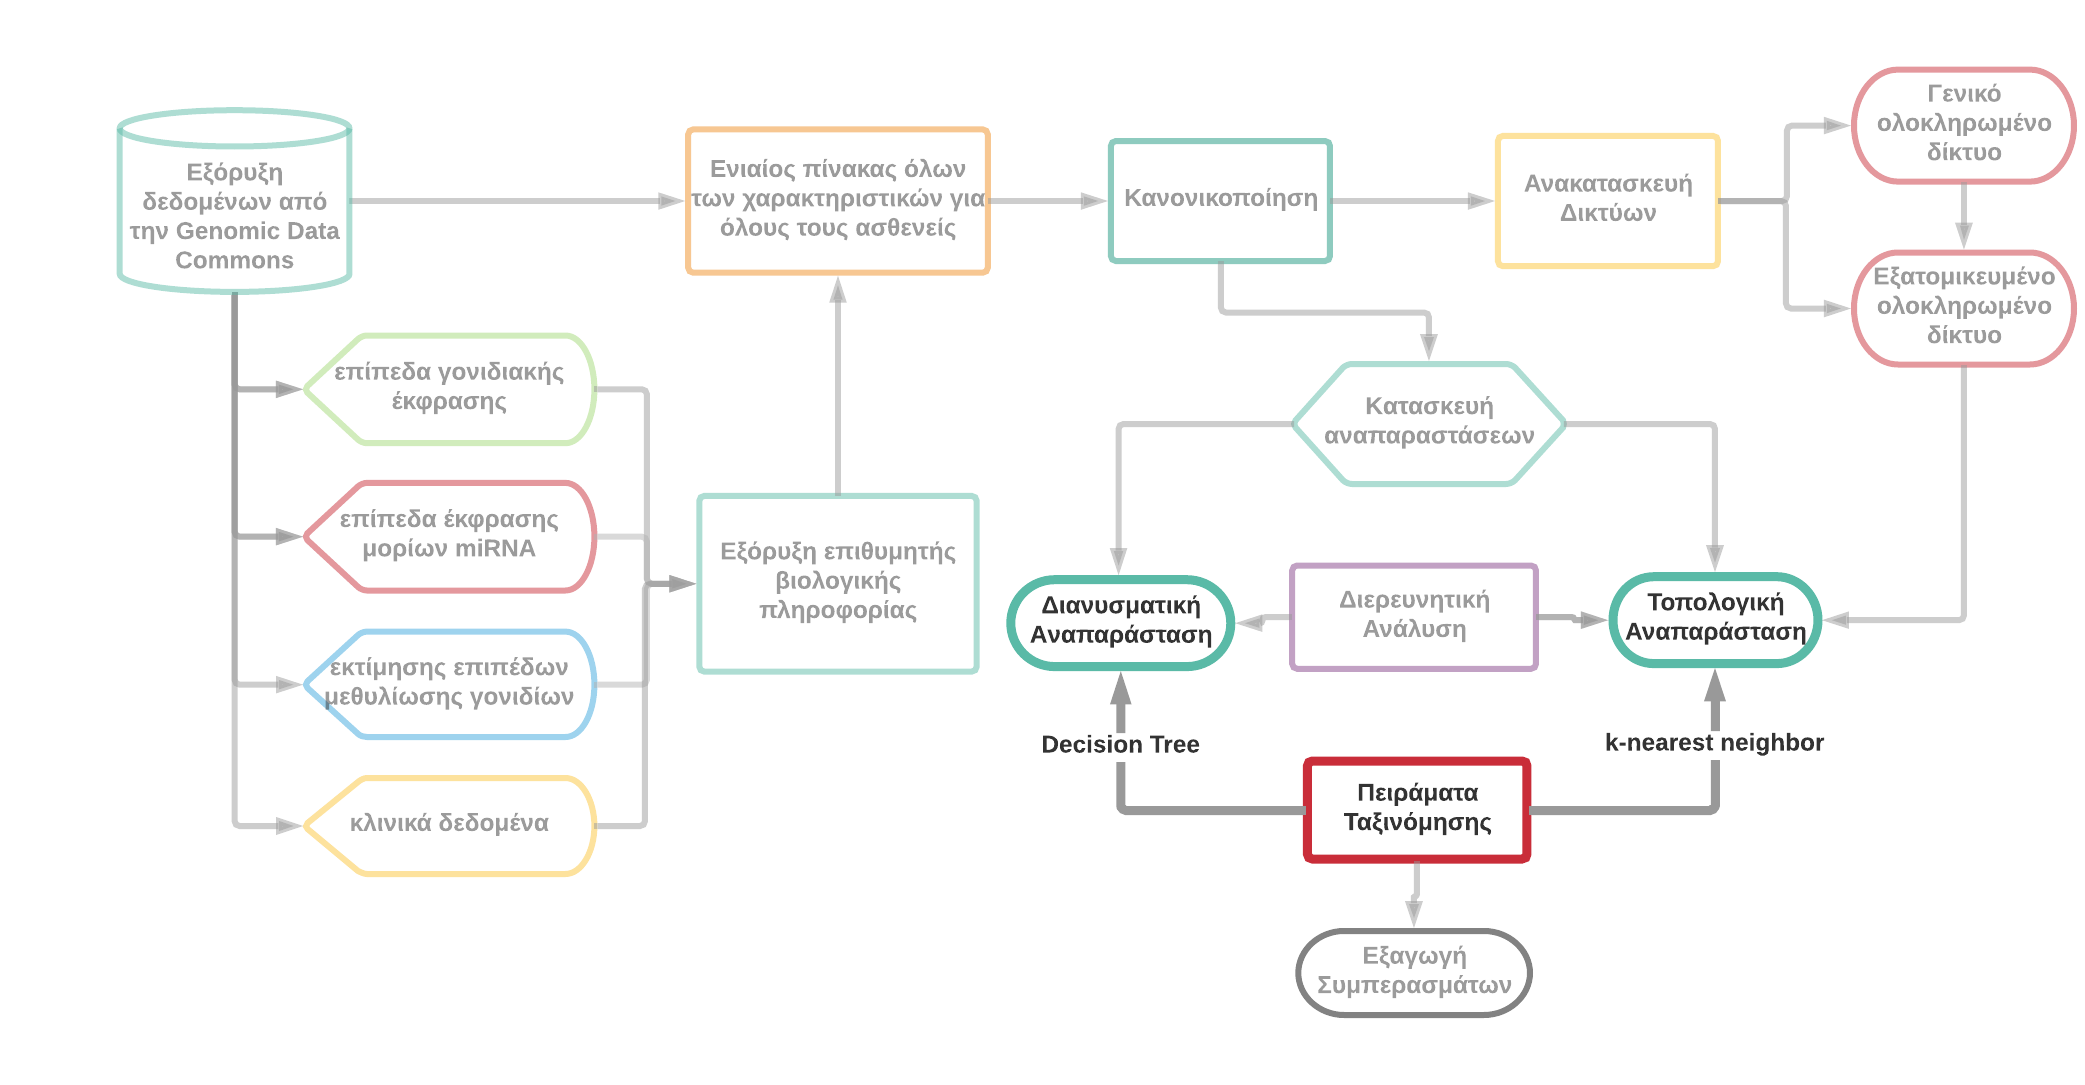 Εξόρυξη
δεδομένων από
την Genomic Data
Commons
Ενιαίος πίνακας όλων
των χαρακτηριστικών για
όλους τους ασθενείς
Κανονικοποίηση
Ανακατασκευή
Δικτύων
Γενικό
ολοκληρωμένο
δίκτυο
Εξατομικευμένο
ολοκληρωμένο
δίκτυο
επίπεδα γονιδιακής
έκφρασης
επίπεδα έκφρασης
μορίων miRNA
εκτίμησης επιπέδων
μεθυλίωσης γονιδίων
κλινικά δεδομένα
Εξόρυξη επιθυμητής
βιολογικής
πληροφορίας
Κατασκευή
αναπαραστάσεων
Διανυσματική
Αναπαράσταση
Διερευνητική
Ανάλυση
Τοπολογική
Αναπαράσταση
Decision Tree
k-nearest neighbor
Πειράματα
Ταξινόμησης
Εξαγωγή
Συμπερασμάτων